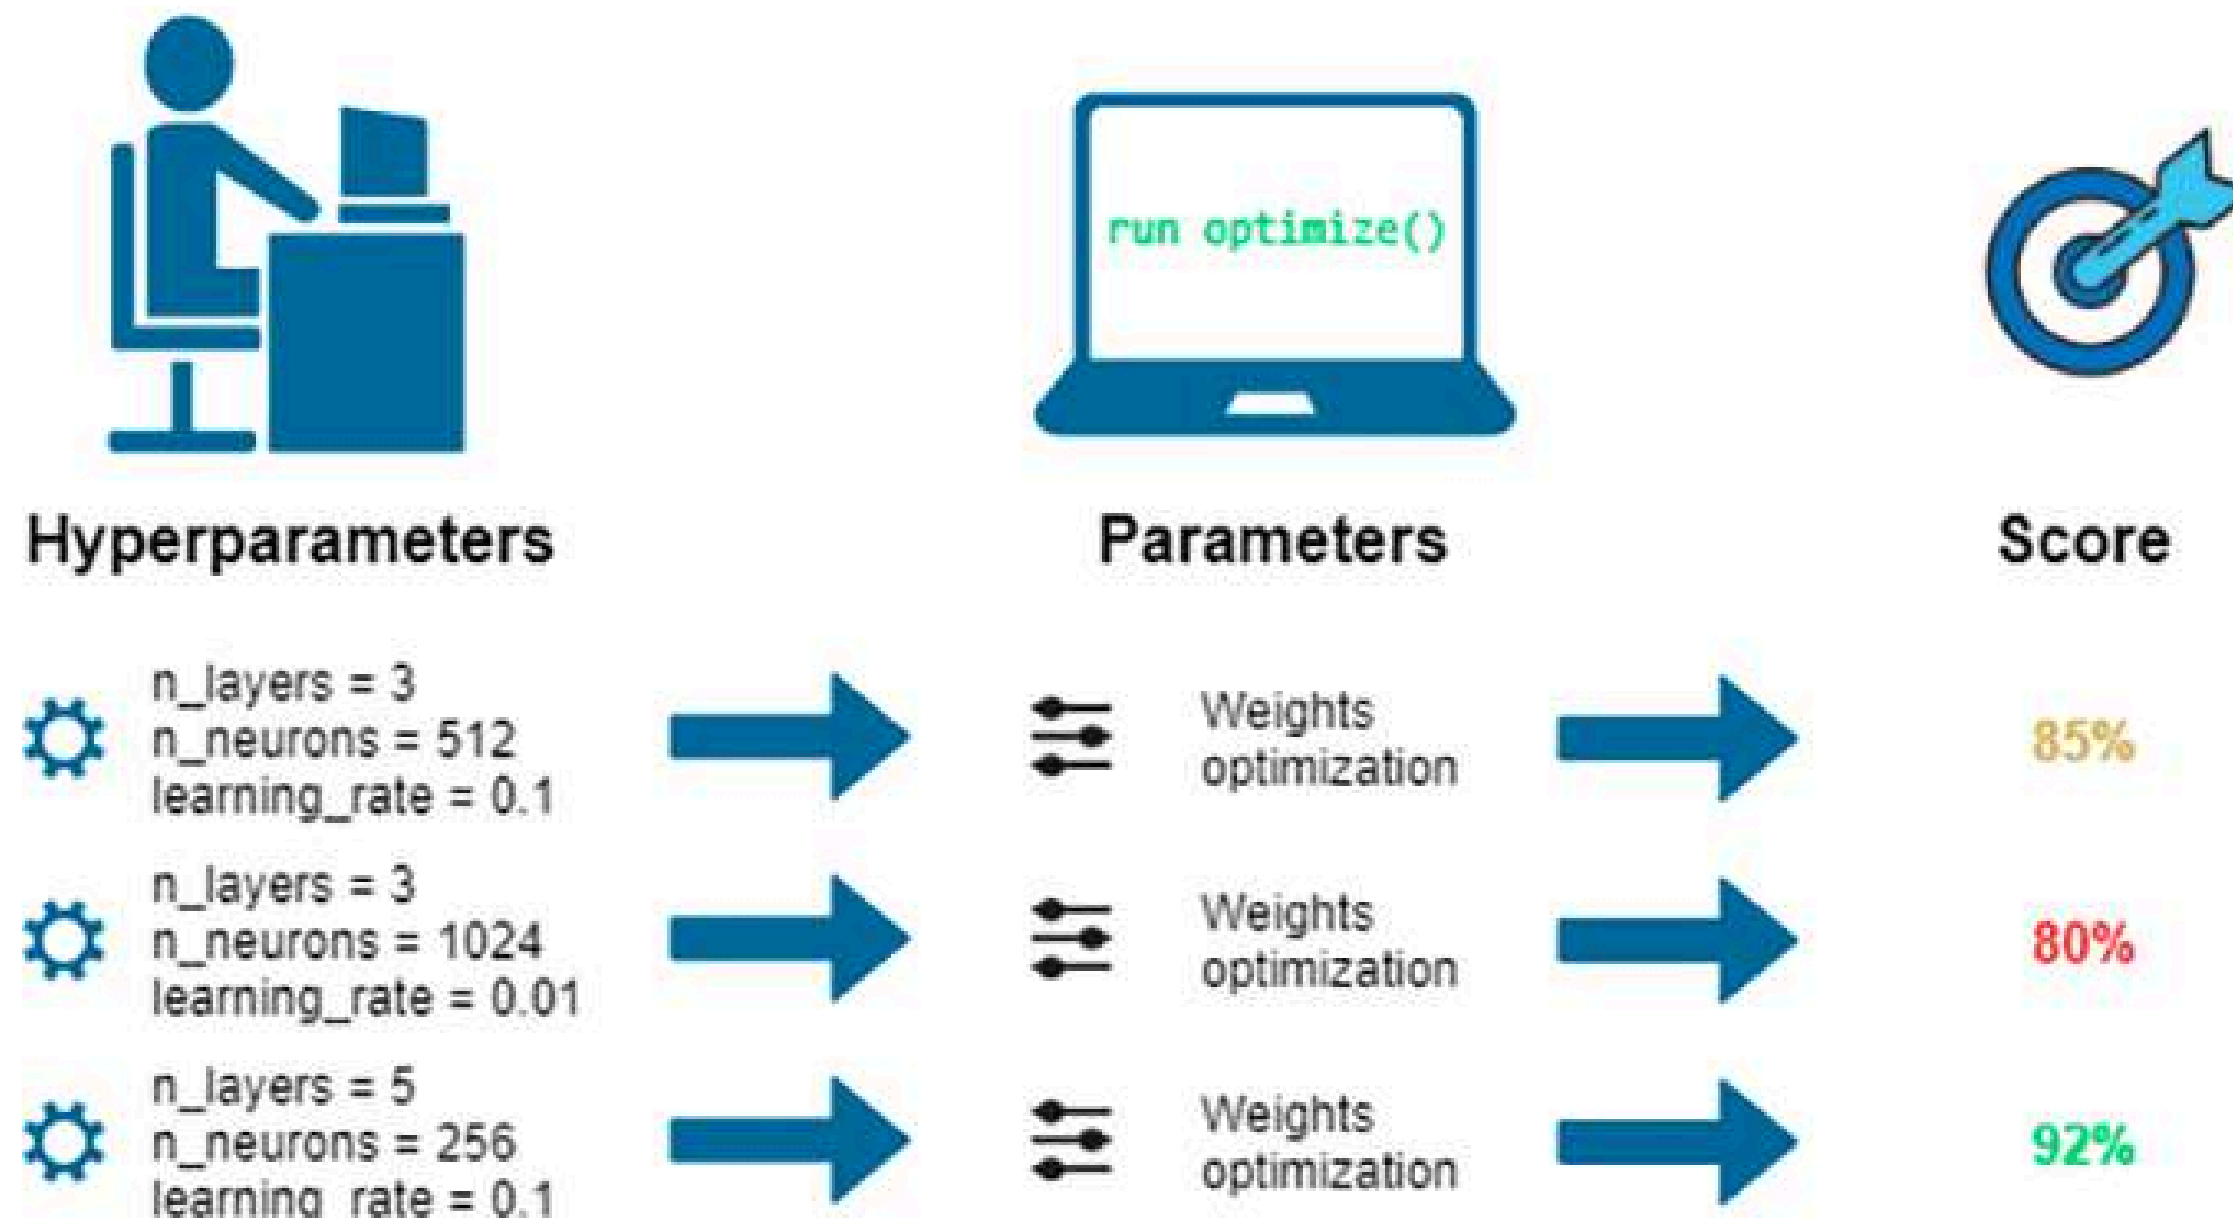 run optimize()
Hyperparameters
Parameters
Score
n_layers = 3
n_neurons = 512
learning_rate = 0.1
Weights
optimization
85%
n_layers = 3
n_neurons = 1024
learning_rate = 0.01
Weights
optimization
80%
n_layers = 5
n_neurons = 256
learning_rate = 0.1
Weights
optimization
92%